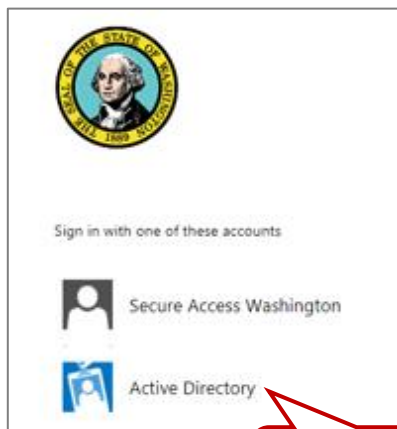 THE SEAL OF THE STATE OF WASHINGTON
1889
Sign in with one of these accounts
Secure Access Washington
Active Directory